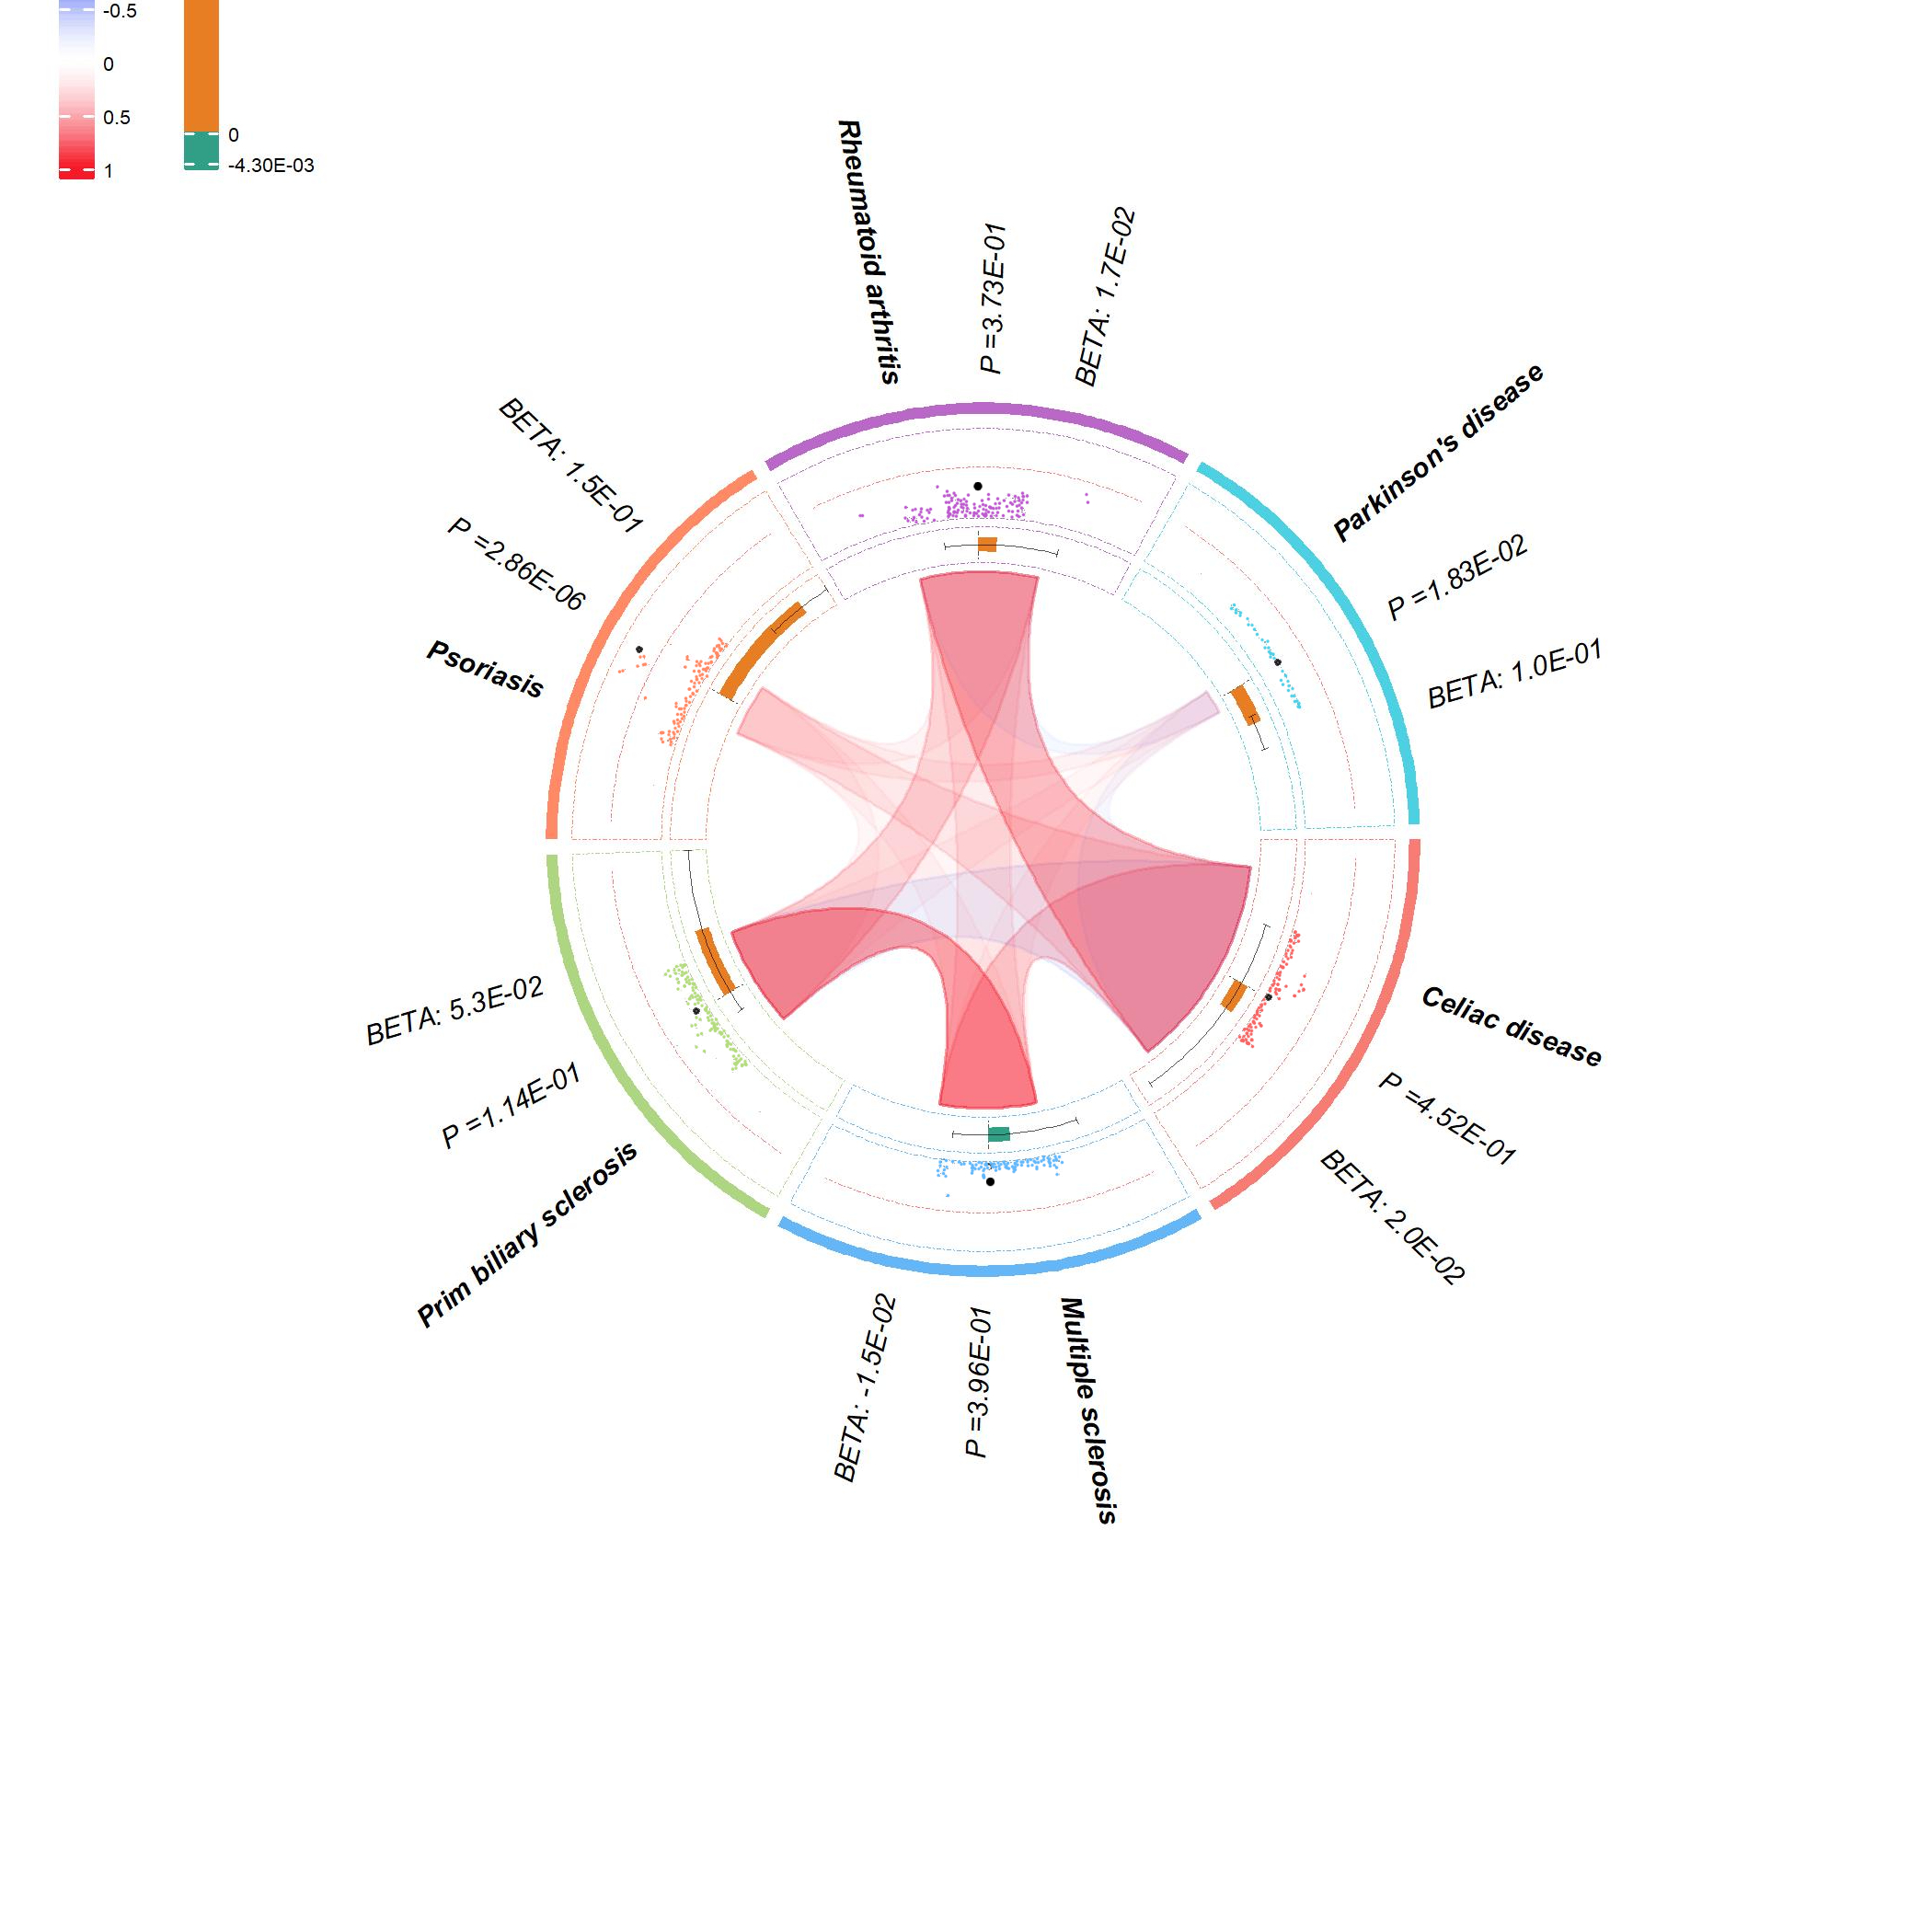 -0.5
0
0.5
1
0
-4.30E-03
Rheumatoid arthritis
P =3.73E-01
BETA: 1.7E-02
Parkinson's disease
P =1.83E-02
BETA: 1.0E-01
Celiac disease
P =4.52E-01
BETA: 2.0E-02
Multiple sclerosis
P =3.96E-01
BETA: -1.5E-02
Prim biliary sclerosis
P =1.14E-01
BETA: 5.3E-02
Psoriasis
P =2.86E-06
BETA: 1.5E-01